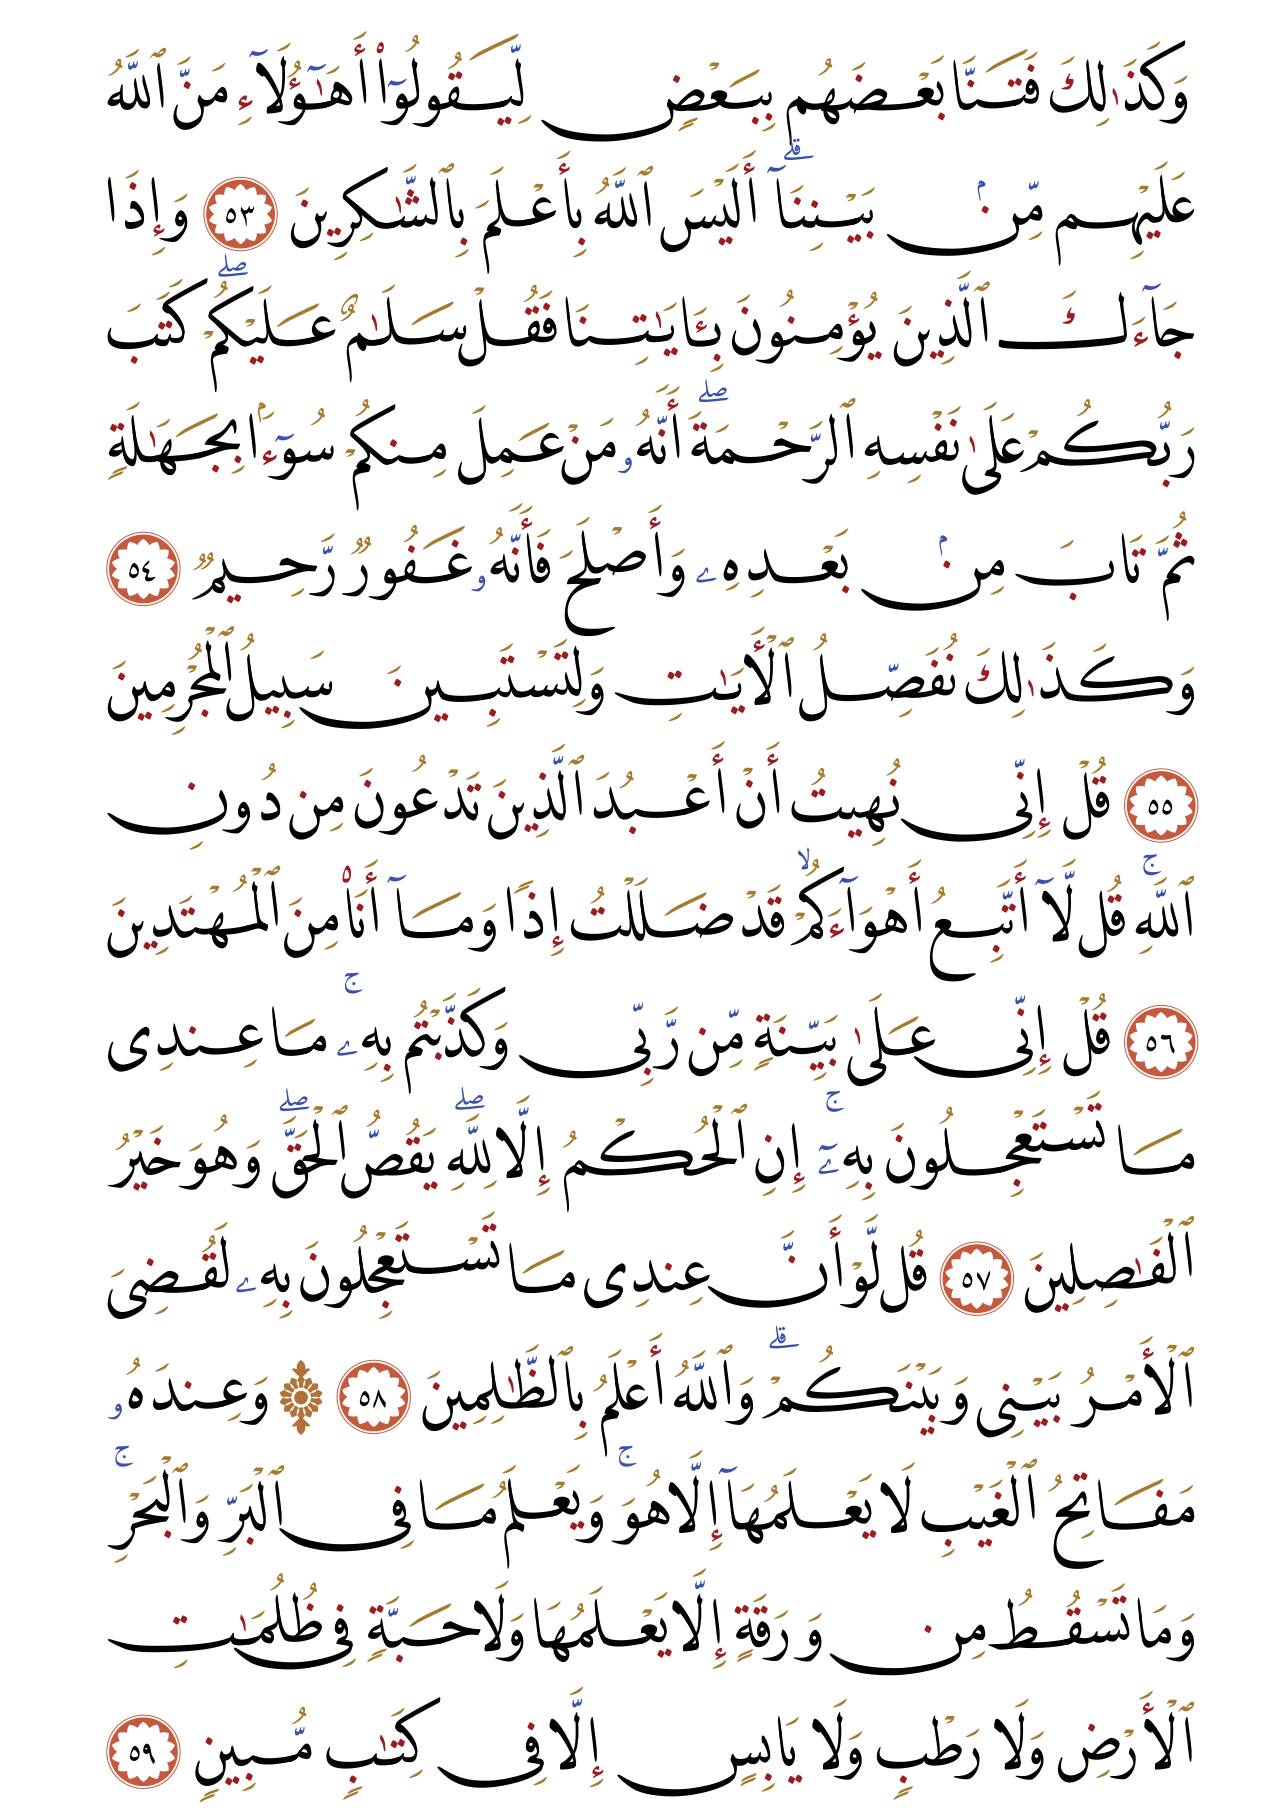 وَكَذَٰلِكَ فَتَنَّا بَعْضَهُم بِبَعْضٍ لِّيَقُولُوٓا۟ أَهَـٰٓؤُلَآءِ مَنَّ ٱللَّهُ
عَلَيْهِم مِّنۢ بَيْنِنَآ ۗ أَلَيْسَ ٱللَّهُ بِأَعْلَمَ بِٱلشَّـٰكِرِينَ ٥٣ وَإِذَا
جَآءَكَ ٱلَّذِينَ يُؤْمِنُونَ بِـَٔايَـٰتِنَا فَقُلْ سَلَـٰمٌ عَلَيْكُمْ ۖ كَتَبَ
رَبُّكُمْ عَلَىٰ نَفْسِهِ ٱلرَّحْمَةَ ۖ أَنَّهُۥ مَنْ عَمِلَ مِنكُمْ سُوٓءًۢا بِجَهَـٰلَةٍ
ثُمَّ تَابَ مِنۢ بَعْدِهِۦ وَأَصْلَحَ فَأَنَّهُۥ غَفُورٌ رَّحِيمٌ ٥٤
وَكَذَٰلِكَ نُفَصِّلُ ٱلْـَٔايَـٰتِ وَلِتَسْتَبِينَ سَبِيلُ ٱلْمُجْرِمِينَ
٥٥ قُلْ إِنِّى نُهِيتُ أَنْ أَعْبُدَ ٱلَّذِينَ تَدْعُونَ مِن دُونِ
ٱللَّهِ ۚ قُل لَّآ أَتَّبِعُ أَهْوَآءَكُمْ ۙ قَدْ ضَلَلْتُ إِذًا وَمَآ أَنَا۠ مِنَ ٱلْمُهْتَدِينَ
٥٦ قُلْ إِنِّى عَلَىٰ بَيِّنَةٍ مِّن رَّبِّى وَكَذَّبْتُم بِهِۦ ۚ مَا عِندِى
مَا تَسْتَعْجِلُونَ بِهِۦٓ ۚ إِنِ ٱلْحُكْمُ إِلَّا لِلَّهِ ۖ يَقُصُّ ٱلْحَقَّ ۖ وَهُوَ خَيْرُ
ٱلْفَـٰصِلِينَ ٥٧ قُل لَّوْ أَنَّ عِندِى مَا تَسْتَعْجِلُونَ بِهِۦ لَقُضِىَ
ٱلْأَمْرُ بَيْنِى وَبَيْنَكُمْ ۗ وَٱللَّهُ أَعْلَمُ بِٱلظَّـٰلِمِينَ ٥٨ ۞ وَعِندَهُۥ
مَفَاتِحُ ٱلْغَيْبِ لَا يَعْلَمُهَآ إِلَّا هُوَ ۚ وَيَعْلَمُ مَا فِى ٱلْبَرِّ وَٱلْبَحْرِ ۚ
وَمَا تَسْقُطُ مِن وَرَقَةٍ إِلَّا يَعْلَمُهَا وَلَا حَبَّةٍ فِى ظُلُمَـٰتِ
ٱلْأَرْضِ وَلَا رَطْبٍ وَلَا يَابِسٍ إِلَّا فِى كِتَـٰبٍ مُّبِينٍ ٥٩